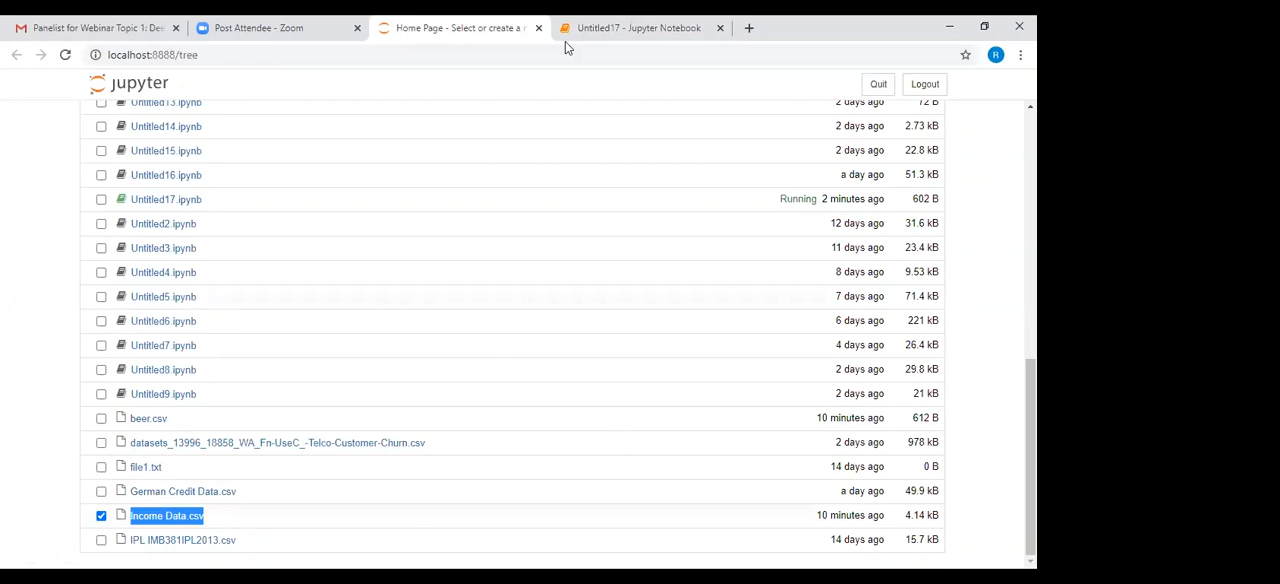 Panelist for Webinar Topic 1: Dee
Post Attendee - Zoom
Home Page - Select or create a n
Untitled17 - Jupyter Notebook
localhost:8888/tree
R
jupyter
Quit
Logout
Untitled13.ipynb 2 days ago 72 B
Untitled14.ipynb 2 days ago 2.73 kB
Untitled15.ipynb 2 days ago 22.8 kB
Untitled16.ipynb a day ago 51.3 kB
Untitled17.ipynb Running 2 minutes ago 602 B
Untitled2.ipynb 12 days ago 31.6 kB
Untitled3.ipynb 11 days ago 23.4 kB
Untitled4.ipynb 8 days ago 9.53 kB
Untitled5.ipynb 7 days ago 71.4 kB
Untitled6.ipynb 6 days ago 221 kB
Untitled7.ipynb 4 days ago 26.4 kB
Untitled8.ipynb 2 days ago 29.8 kB
Untitled9.ipynb 2 days ago 21 kB
beer.csv 10 minutes ago 612 B
datasets_13996_18858_WA_Fn-UseC_-Telco-Customer-Churn.csv 2 days ago 978 kB
file1.txt 14 days ago 0 B
German Credit Data.csv a day ago 49.9 kB
Income Data.csv 10 minutes ago 4.14 kB
IPL IMB381IPL2013.csv 14 days ago 15.7 kB